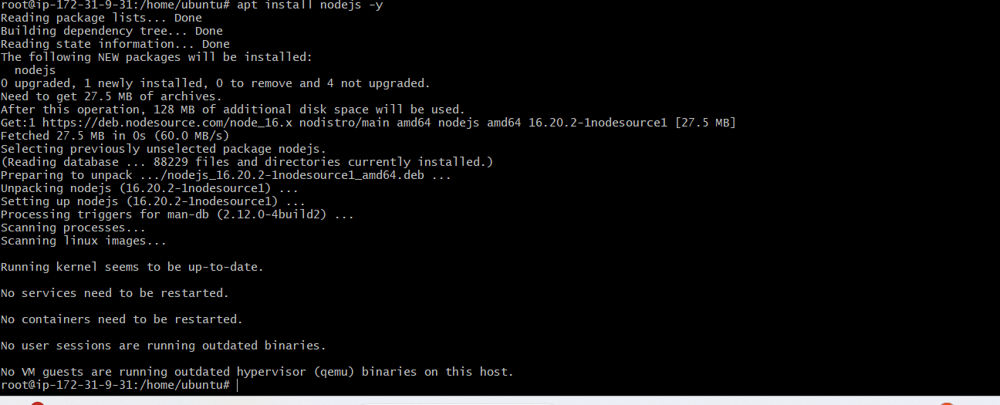 root@ip-172-31-9-31:/home/ubuntu# apt install nodejs -y
Reading package lists... Done
Building dependency tree... Done
Reading state information... Done
The following NEW packages will be installed:
  nodejs
0 upgraded, 1 newly installed, 0 to remove and 4 not upgraded.
Need to get 27.5 MB of archives.
After this operation, 128 MB of additional disk space will be used.
Get:1 https://deb.nodesource.com/node_16.x nodistro/main amd64 nodejs amd64 16.20.2-1nodesource1 [27.5 MB]
Fetched 27.5 MB in 0s (60.0 MB/s)
Selecting previously unselected package nodejs.
(Reading database ... 88229 files and directories currently installed.)
Preparing to unpack .../nodejs_16.20.2-1nodesource1_amd64.deb ...
Unpacking nodejs (16.20.2-1nodesource1) ...
Setting up nodejs (16.20.2-1nodesource1) ...
Processing triggers for man-db (2.12.0-4build2) ...
Scanning processes...
Scanning linux images...

Running kernel seems to be up-to-date.

No services need to be restarted.

No containers need to be restarted.

No user sessions are running outdated binaries.

No VM guests are running outdated hypervisor (qemu) binaries on this host.
root@ip-172-31-9-31:/home/ubuntu#